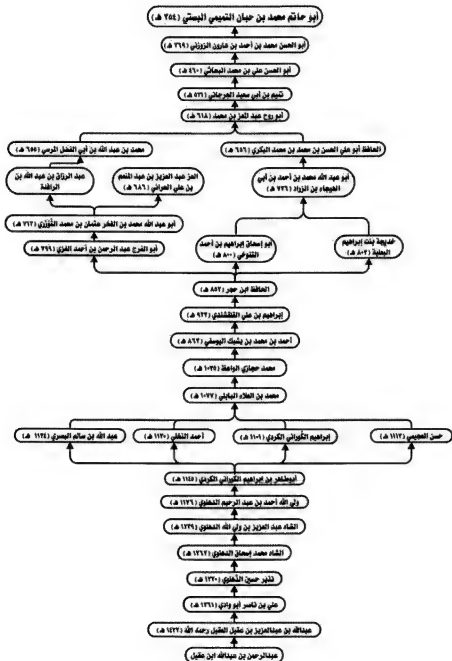 أبو حاتم محمد بن حبان التميمي البستي (٣٥٤ هـ)
أبو الحسن محمد بن أحمد بن هارون الزوزني (٣٦٩ هـ)
أبو الحسن علي بن محمد البحاثي (٤٦٠ هـ)
تميم بن أبي سعيد الجرجاني (٥٣١ هـ)
أبو روح عبد المعز بن محمد (٦١٨ هـ)
الحافظ أبو علي الحسن بن محمد بن محمد البكري (٦٥٦ هـ)
محمد بن عبد الله بن أبي الفضل المرسي (٦٥٥ هـ)
أبو عبد الله محمد بن أحمد بن أبي
الهيجاء بن الزراد (٧٢٦ هـ)
العز عبد العزيز بن عبد المنعم
بن علي الحراني (٦٨٦ هـ)
عبد الرزاق بن عبد الله بن
أبو عبد الله محمد بن الفخر عثمان بن محمد التوزري (٧١٣ هـ)
خديجة بنت إبراهيم
البعلية (٨٠٣ هـ)
أبو إسحاق إبراهيم بن أحمد
التنوخي (٨٠٠ هـ)
أبو الفرج عبد الرحمن بن أحمد الغزي (٧٩٩ هـ)
الحافظ ابن حجر (٨٥٢ هـ)
إبراهيم بن علي القلقشندي (٩٢٢ هـ)
أحمد بن محمد بن يشبك اليوسفي (٨٦٢ هـ)
محمد حجازي الواعظ (١٠٣٥ هـ)
محمد بن العلاء البابلي (١٠٧٧ هـ)
حسن العجيمي (١١١٣ هـ)
إبراهيم الكوراني الكردي (١١٠١ هـ)
أحمد النخلي (١١٣٠ هـ)
عبد الله بن سالم البصري (١١٣٤ هـ)
أبو طاهر بن إبراهيم الكوراني الكردي (١١٤٥ هـ)
ولي الله أحمد بن عبد الرحيم الدهلوي (١١٧٦ هـ)
الشاه عبد العزيز بن ولي الله الدهلوي (١٢٣٩ هـ)
الشاه محمد إسحاق الدهلوي (١٢٦٢ هـ)
نذير حسين الدهلوي (١٣٢٠ هـ)
علي بن ناصر أبو وادي (١٣٦١ هـ)
عبدالله بن عبدالعزيز بن عقيل العقيل رحمه الله (١٤٣٢ هـ)
عبدالرحمن بن عبدالله ابن عقيل